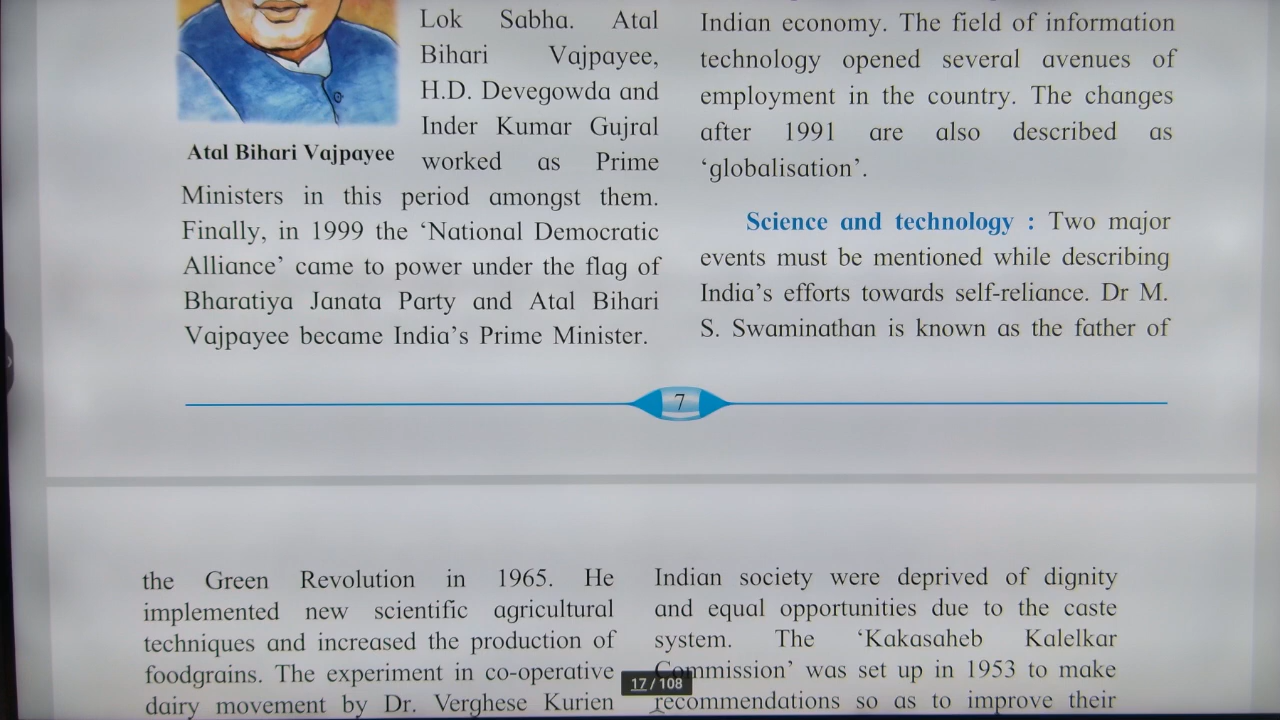 Lok Sabha. Atal
Bihari Vajpayee,
H.D. Devegowda and
Inder Kumar Gujral
Atal Bihari Vajpayee
worked as Prime
Ministers in this period amongst them.
Finally, in 1999 the ‘National Democratic
Alliance’ came to power under the flag of
Bharatiya Janata Party and Atal Bihari
Vajpayee became India’s Prime Minister.
Indian economy. The field of information
technology opened several avenues of
employment in the country. The changes
after 1991 are also described as
‘globalisation’.
Science and technology : Two major
events must be mentioned while describing
India’s efforts towards self-reliance. Dr M.
S. Swaminathan is known as the father of
7
the Green Revolution in 1965. He
implemented new scientific agricultural
techniques and increased the production of
foodgrains. The experiment in co-operative
dairy movement by Dr. Verghese Kurien
Indian society were deprived of dignity
and equal opportunities due to the caste
system. The ‘Kakasaheb Kalelkar
Commission’ was set up in 1953 to make
recommendations so as to improve their
17 / 108